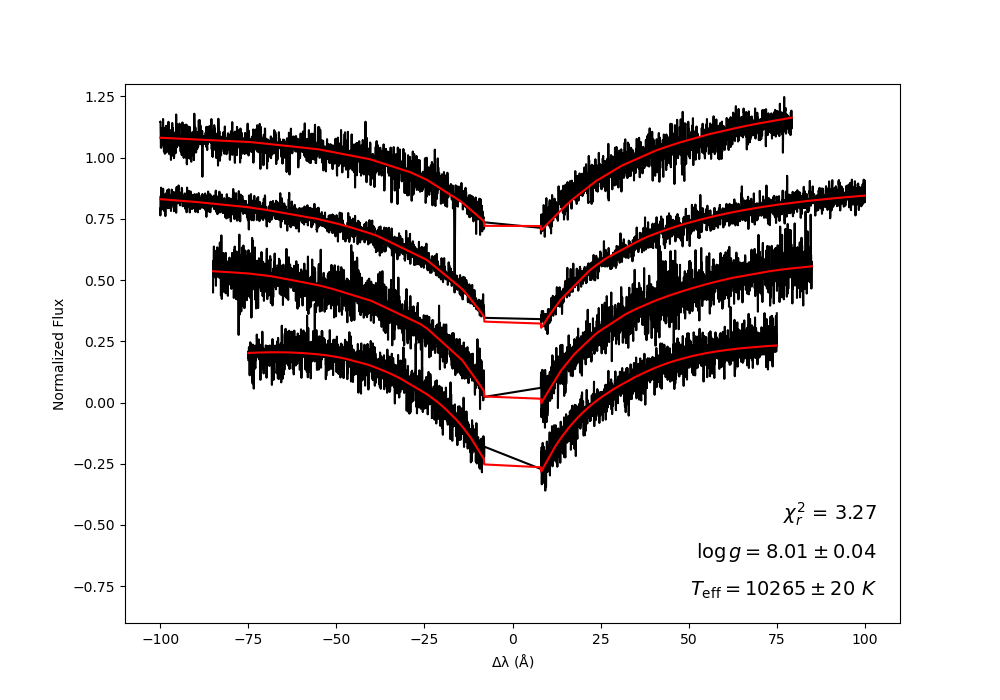 1.25
1.00
0.75
0.50
0.25
0.00
−0.25
−0.50
−0.75
Normalized Flux
χ²ᵣ = 3.27
log g = 8.01 ± 0.04
T_eff = 10265 ± 20 K
−100 −75 −50 −25 0 25 50 75 100
Δλ (Å)